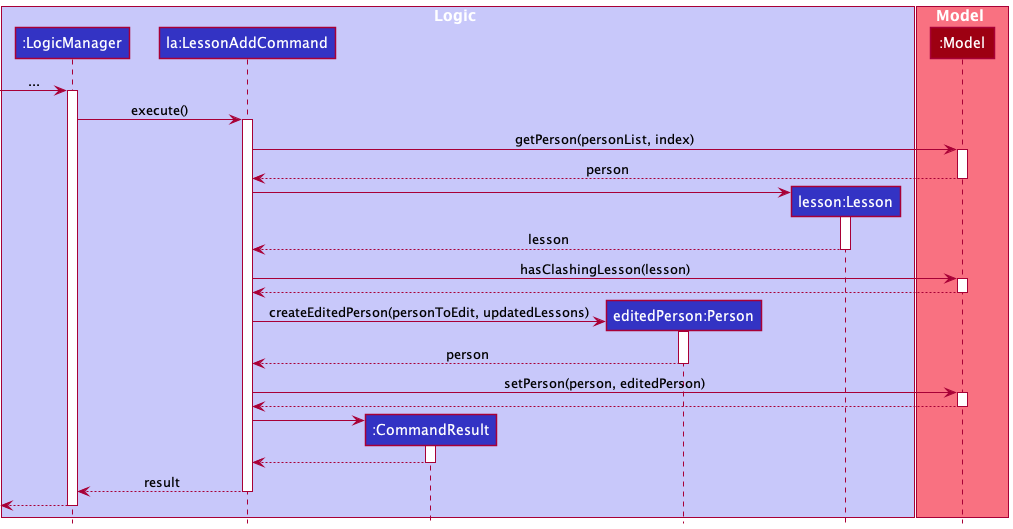 Logic
Model
:LogicManager
la:LessonAddCommand
:Model
...
execute()
getPerson(personList, index)
person
lesson:Lesson
lesson
hasClashingLesson(lesson)
createEditedPerson(personToEdit, updatedLessons)
editedPerson:Person
person
setPerson(person, editedPerson)
:CommandResult
result